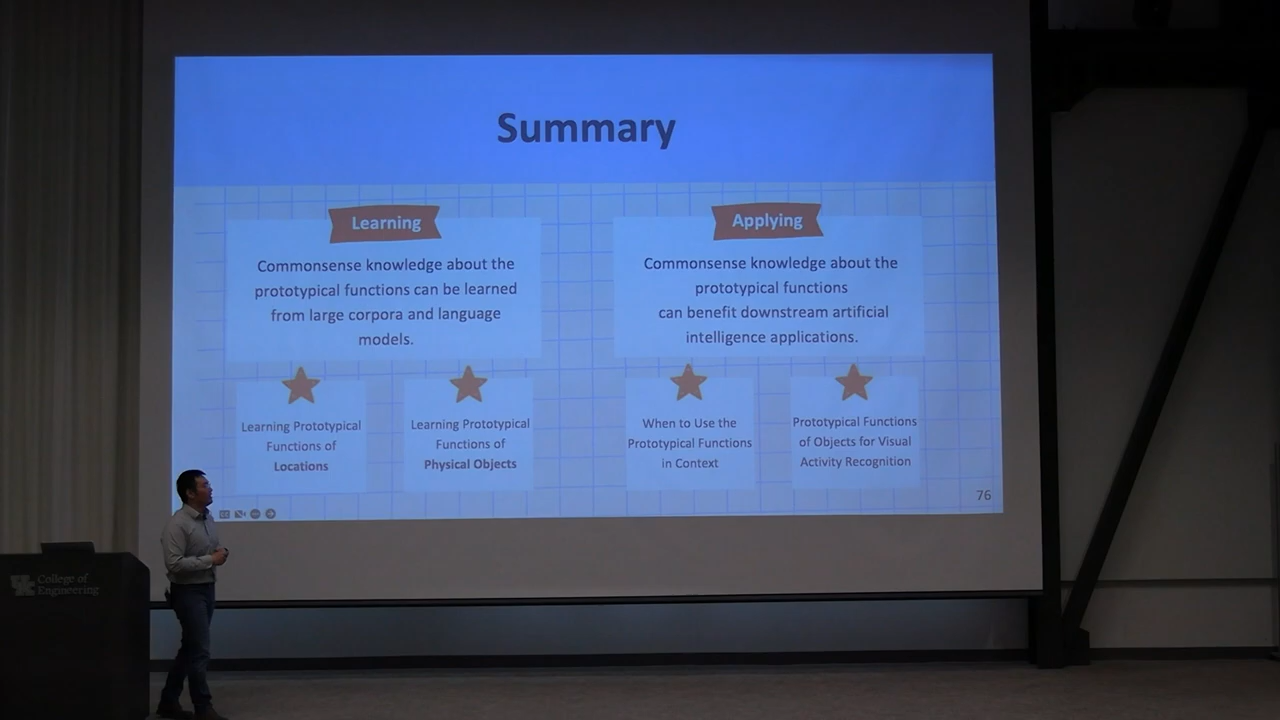 Summary
Learning
Commonsense knowledge about the
prototypical functions can be learned
from large corpora and language
models.
Applying
Commonsense knowledge about the
prototypical functions
can benefit downstream artificial
intelligence applications.
Learning Prototypical
Functions of
Locations
Learning Prototypical
Functions of
Physical Objects
When to Use the
Prototypical Functions
in Context
Prototypical Functions
of Objects for Visual
Activity Recognition
76
College of
Engineering